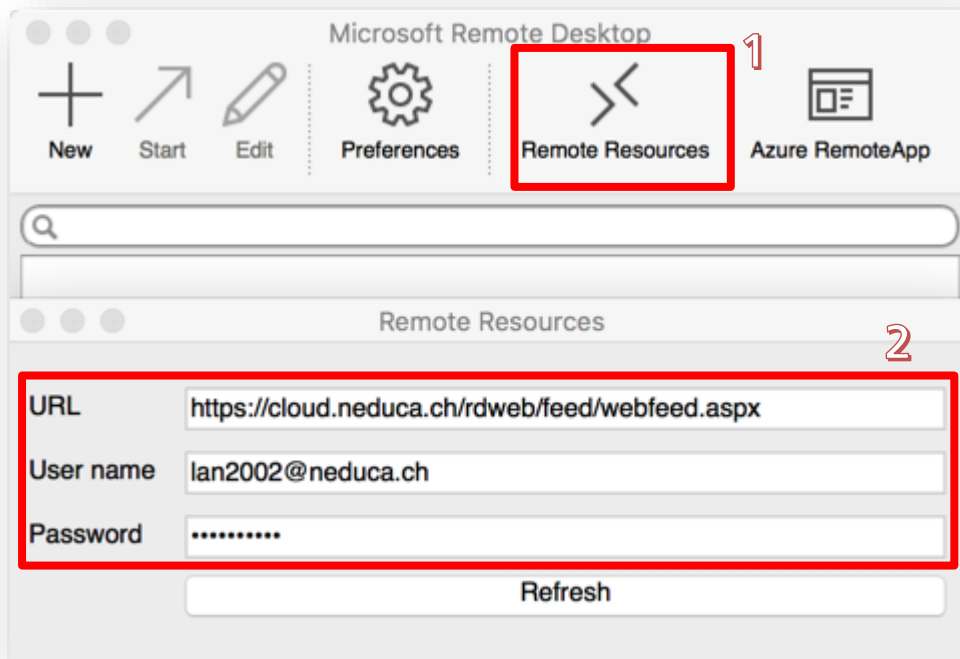 Microsoft Remote Desktop
1
New Start Edit Preferences Remote Resources Azure RemoteApp
Remote Resources
2
URL https://cloud.neduca.ch/rdweb/feed/webfeed.aspx
User name lan2002@neduca.ch
Password ••••••••••
Refresh